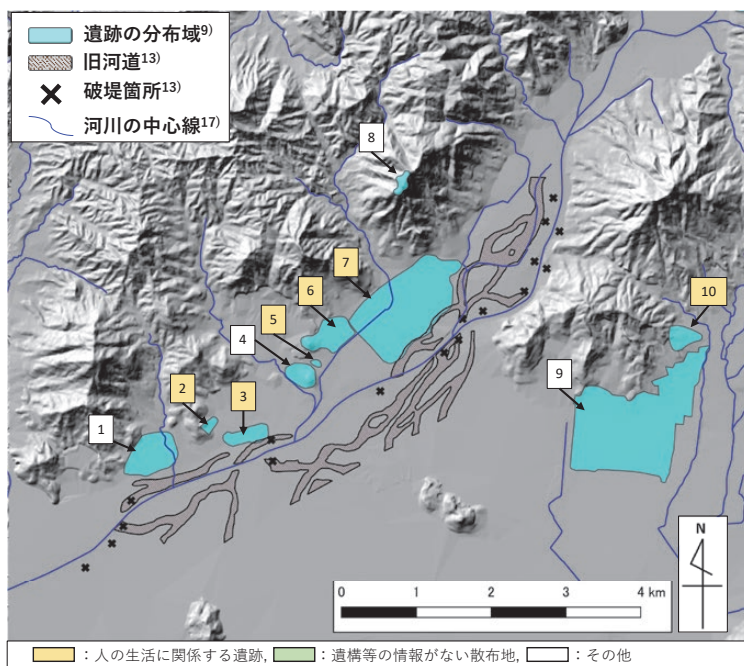 遺跡の分布域9)
旧河道13)
破堤箇所13)
河川の中心線17)
8
7
6
10
5
4
9
2
3
1
N
0 1 2 3 4 km
：人の生活に関係する遺跡, ：遺構等の情報がない散布地, ：その他